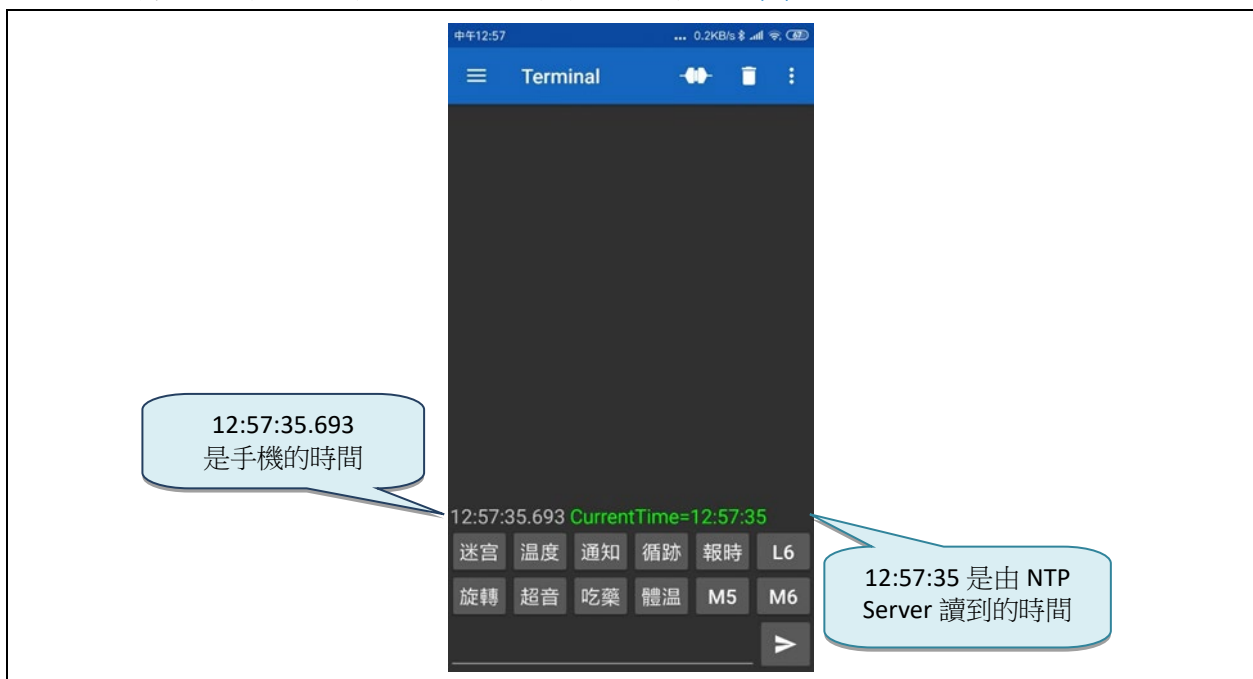 中午12:57 ... 0.2KB/s 67
Terminal
12:57:35.693
是手機的時間
12:57:35.693 CurrentTime=12:57:35
迷宮 温度 通知 循跡 報時 L6
旋轉 超音 吃藥 體温 M5 M6
12:57:35 是由 NTP
Server 讀到的時間